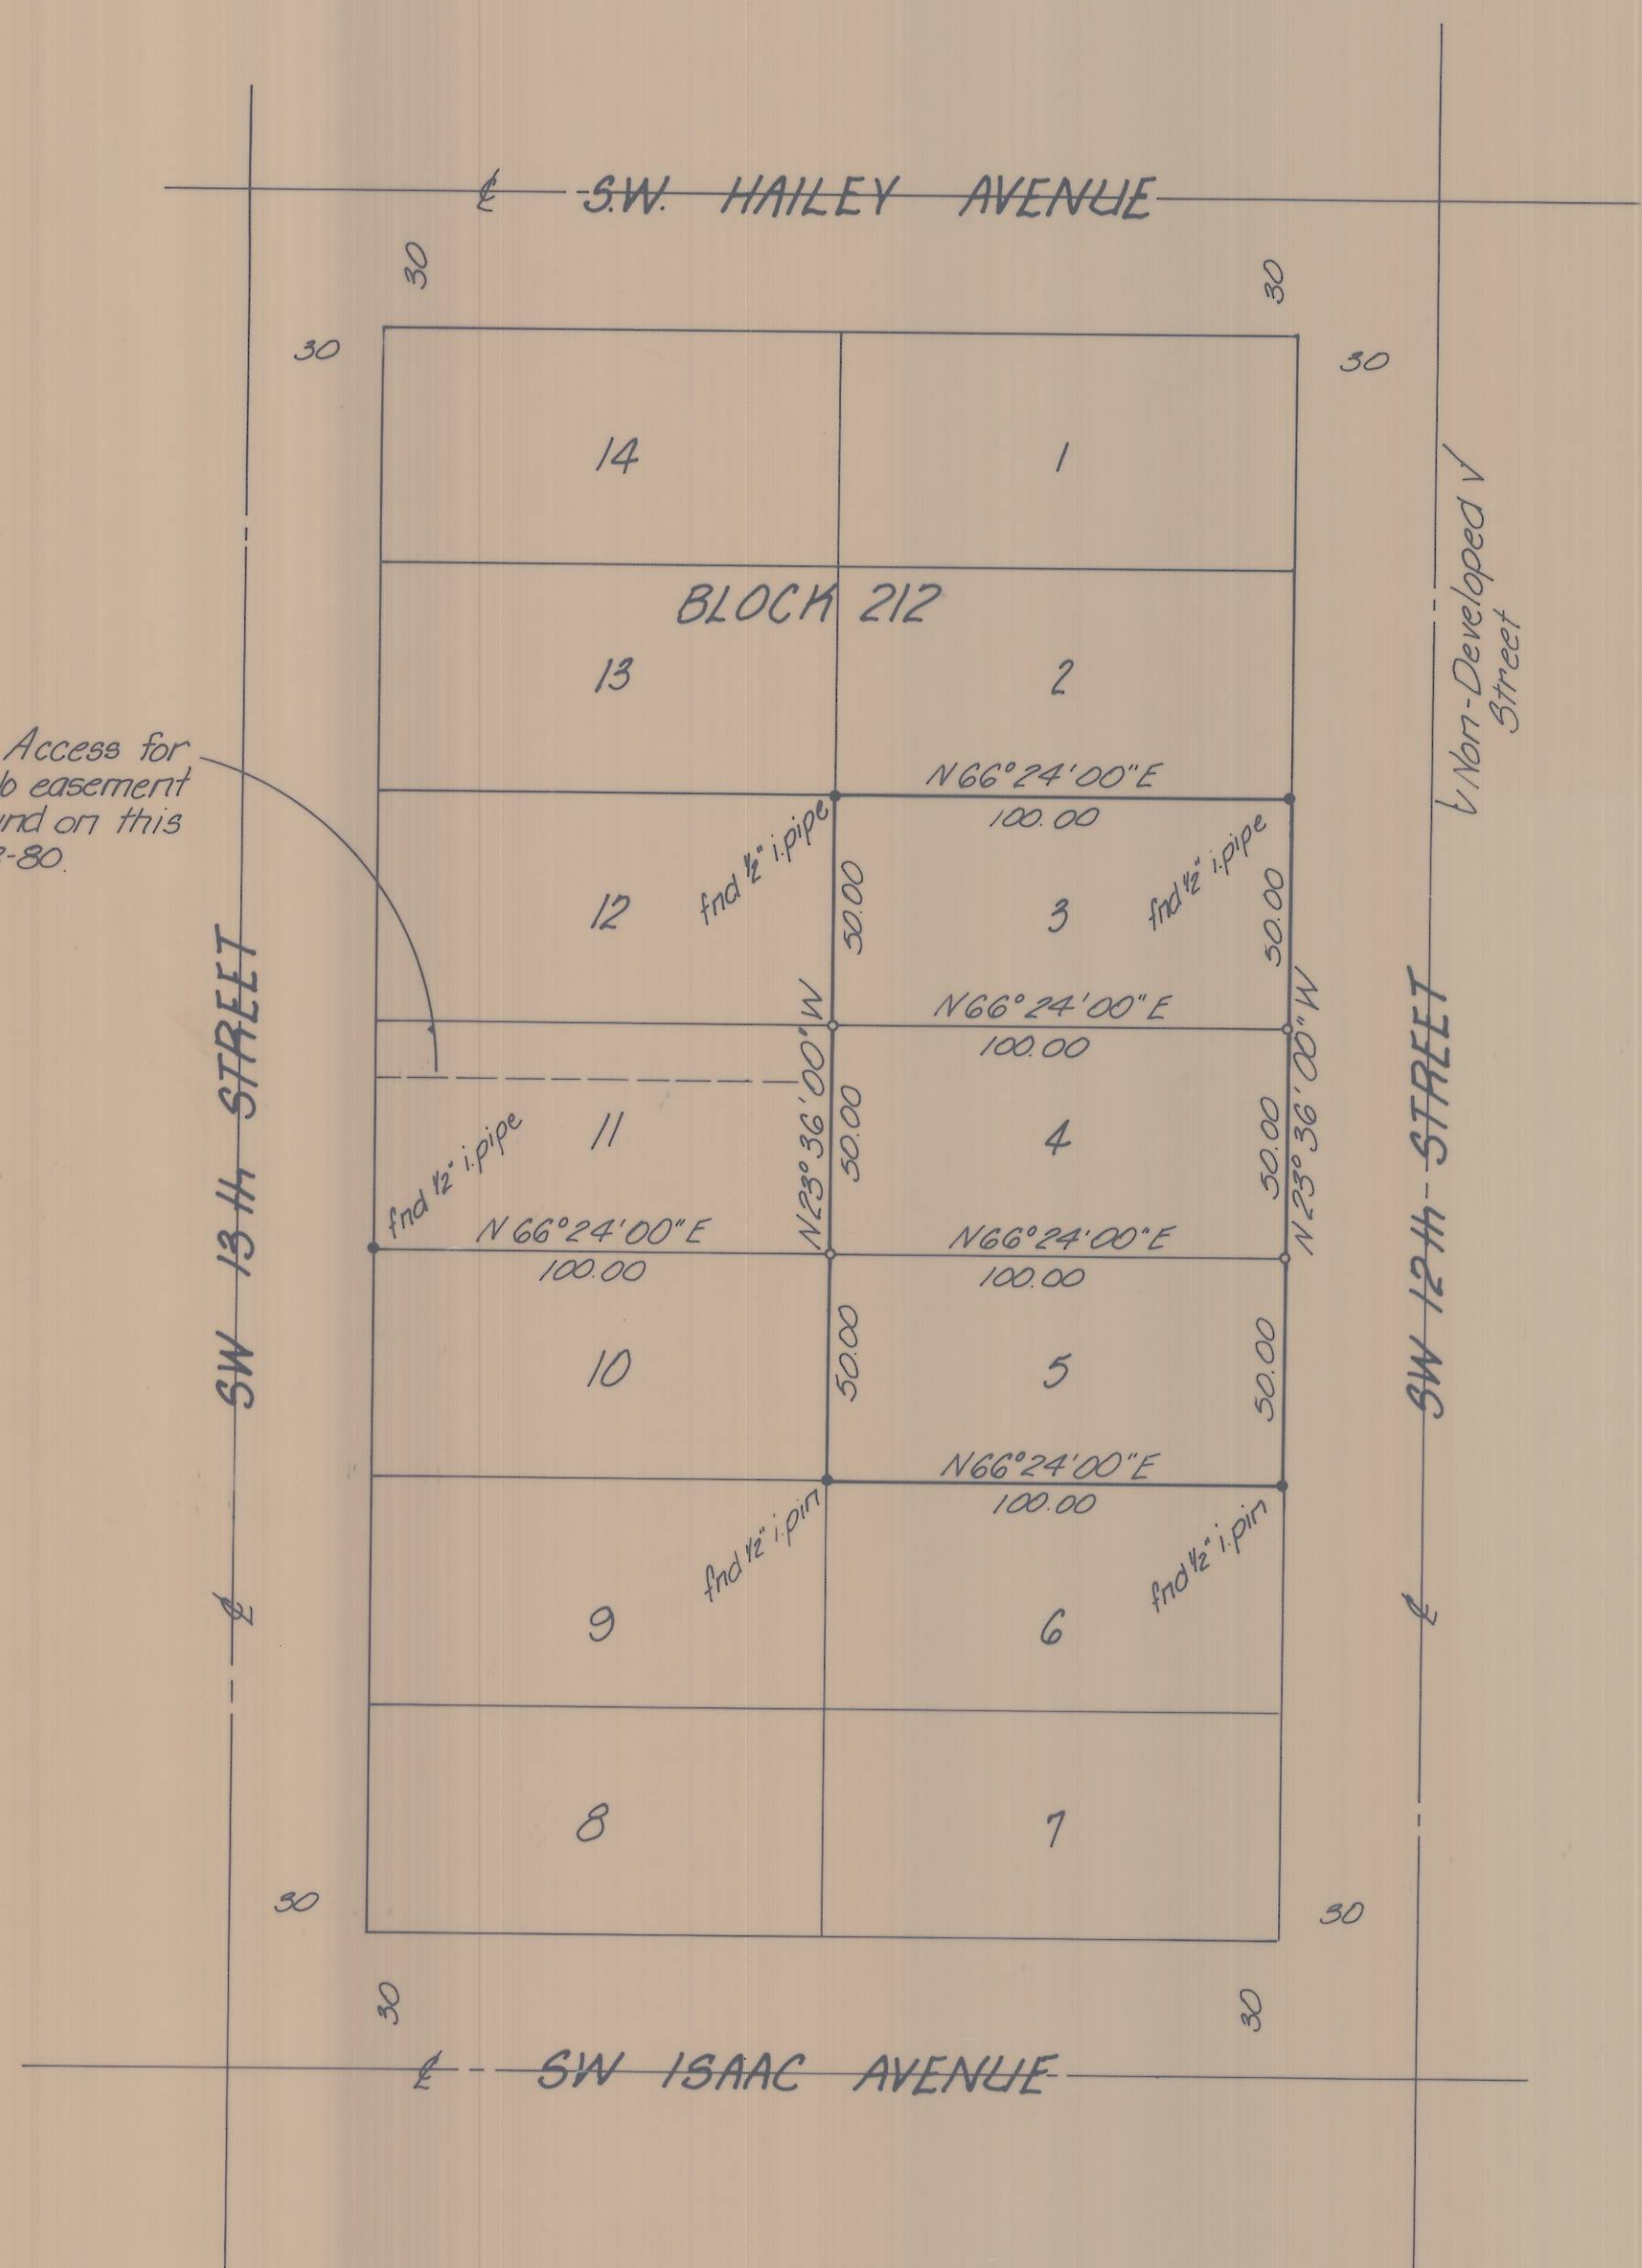 ℄ S.W. HAILEY AVENUE
30
30
30
30
14
1
Non-Developed
Street
BLOCK 212
13
2
Access for
easement
on this
-80.
N66°24'00"E
100.00
fnd 1/2" i.pipe
fnd 1/2" i.pipe
12
50.00
3
50.00
N66°24'00"E
100.00
N23°36'00"W
N23°36'00"W
11
50.00
4
50.00
fnd 1/2" i.pipe
N66°24'00"E
100.00
N66°24'00"E
100.00
SW 13th STREET
℄
SW 12th STREET
℄
10
50.00
5
50.00
N66°24'00"E
100.00
fnd 1/2" i.pin
fnd 1/2" i.pin
9
6
8
7
30
30
30
30
℄ SW ISAAC AVENUE